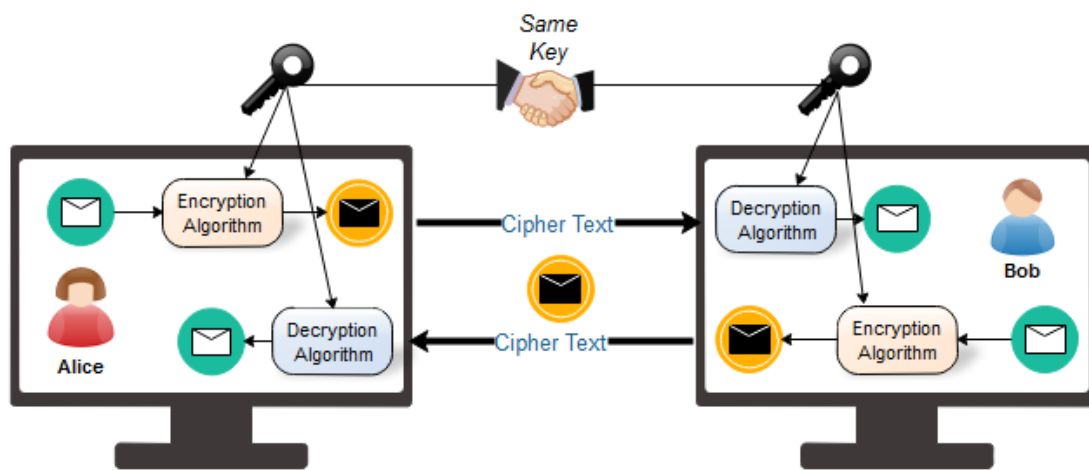 Same
Key
Encryption
Algorithm
Cipher Text
Decryption
Algorithm
Bob
Alice
Decryption
Algorithm
Cipher Text
Encryption
Algorithm